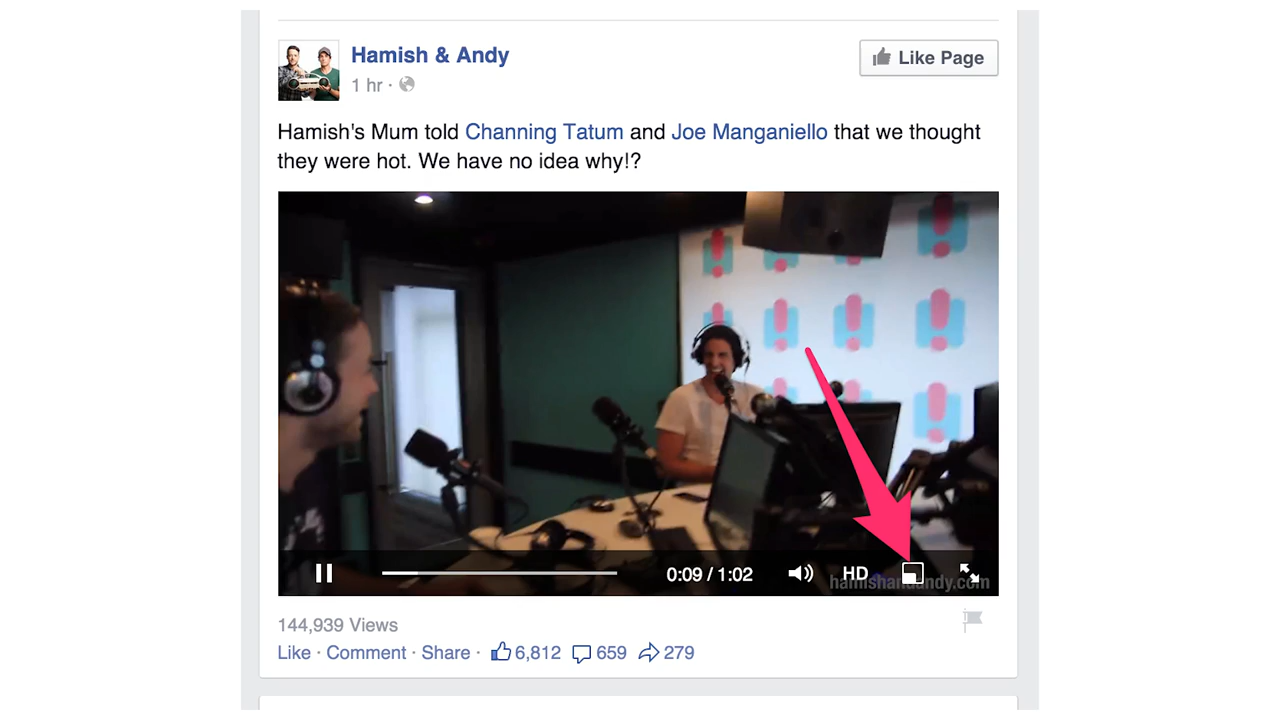 Hamish & Andy
Like Page
1 hr ·
Hamish's Mum told Channing Tatum and Joe Manganiello that we thought
they were hot. We have no idea why!?
0:09 / 1:02
HD
hamishandandy.com
144,939 Views
Like · Comment · Share · 6,812 659 279